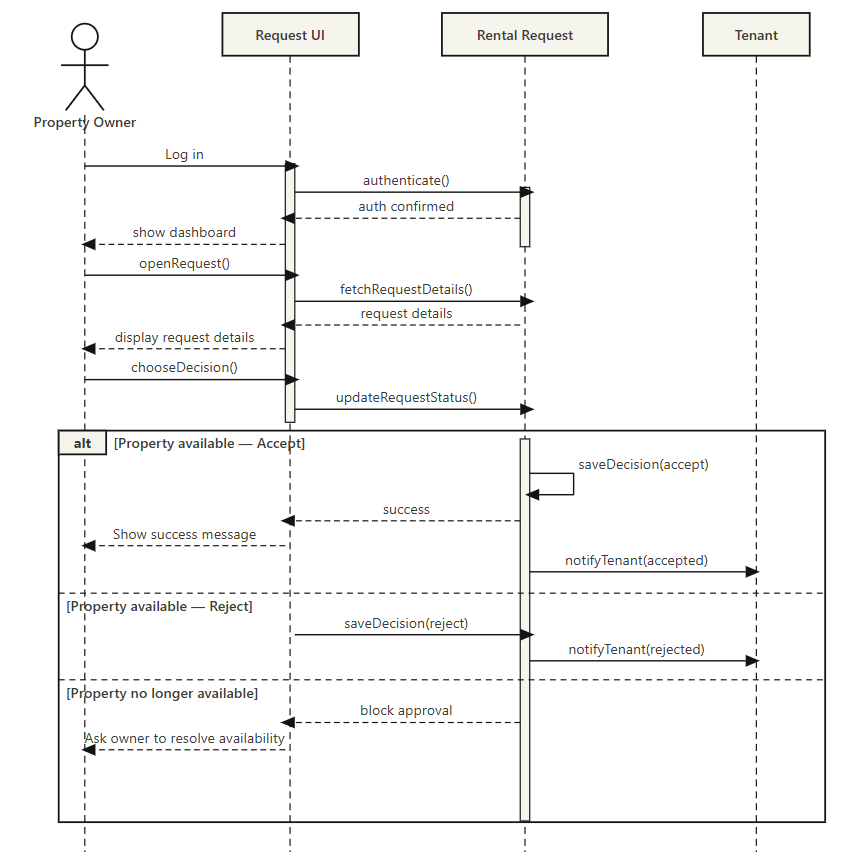 Request UI
Rental Request
Tenant
Property Owner
Log in
authenticate()
auth confirmed
show dashboard
openRequest()
fetchRequestDetails()
request details
display request details
chooseDecision()
updateRequestStatus()
alt [Property available — Accept]
saveDecision(accept)
success
Show success message
notifyTenant(accepted)
[Property available — Reject]
saveDecision(reject)
notifyTenant(rejected)
[Property no longer available]
block approval
Ask owner to resolve availability